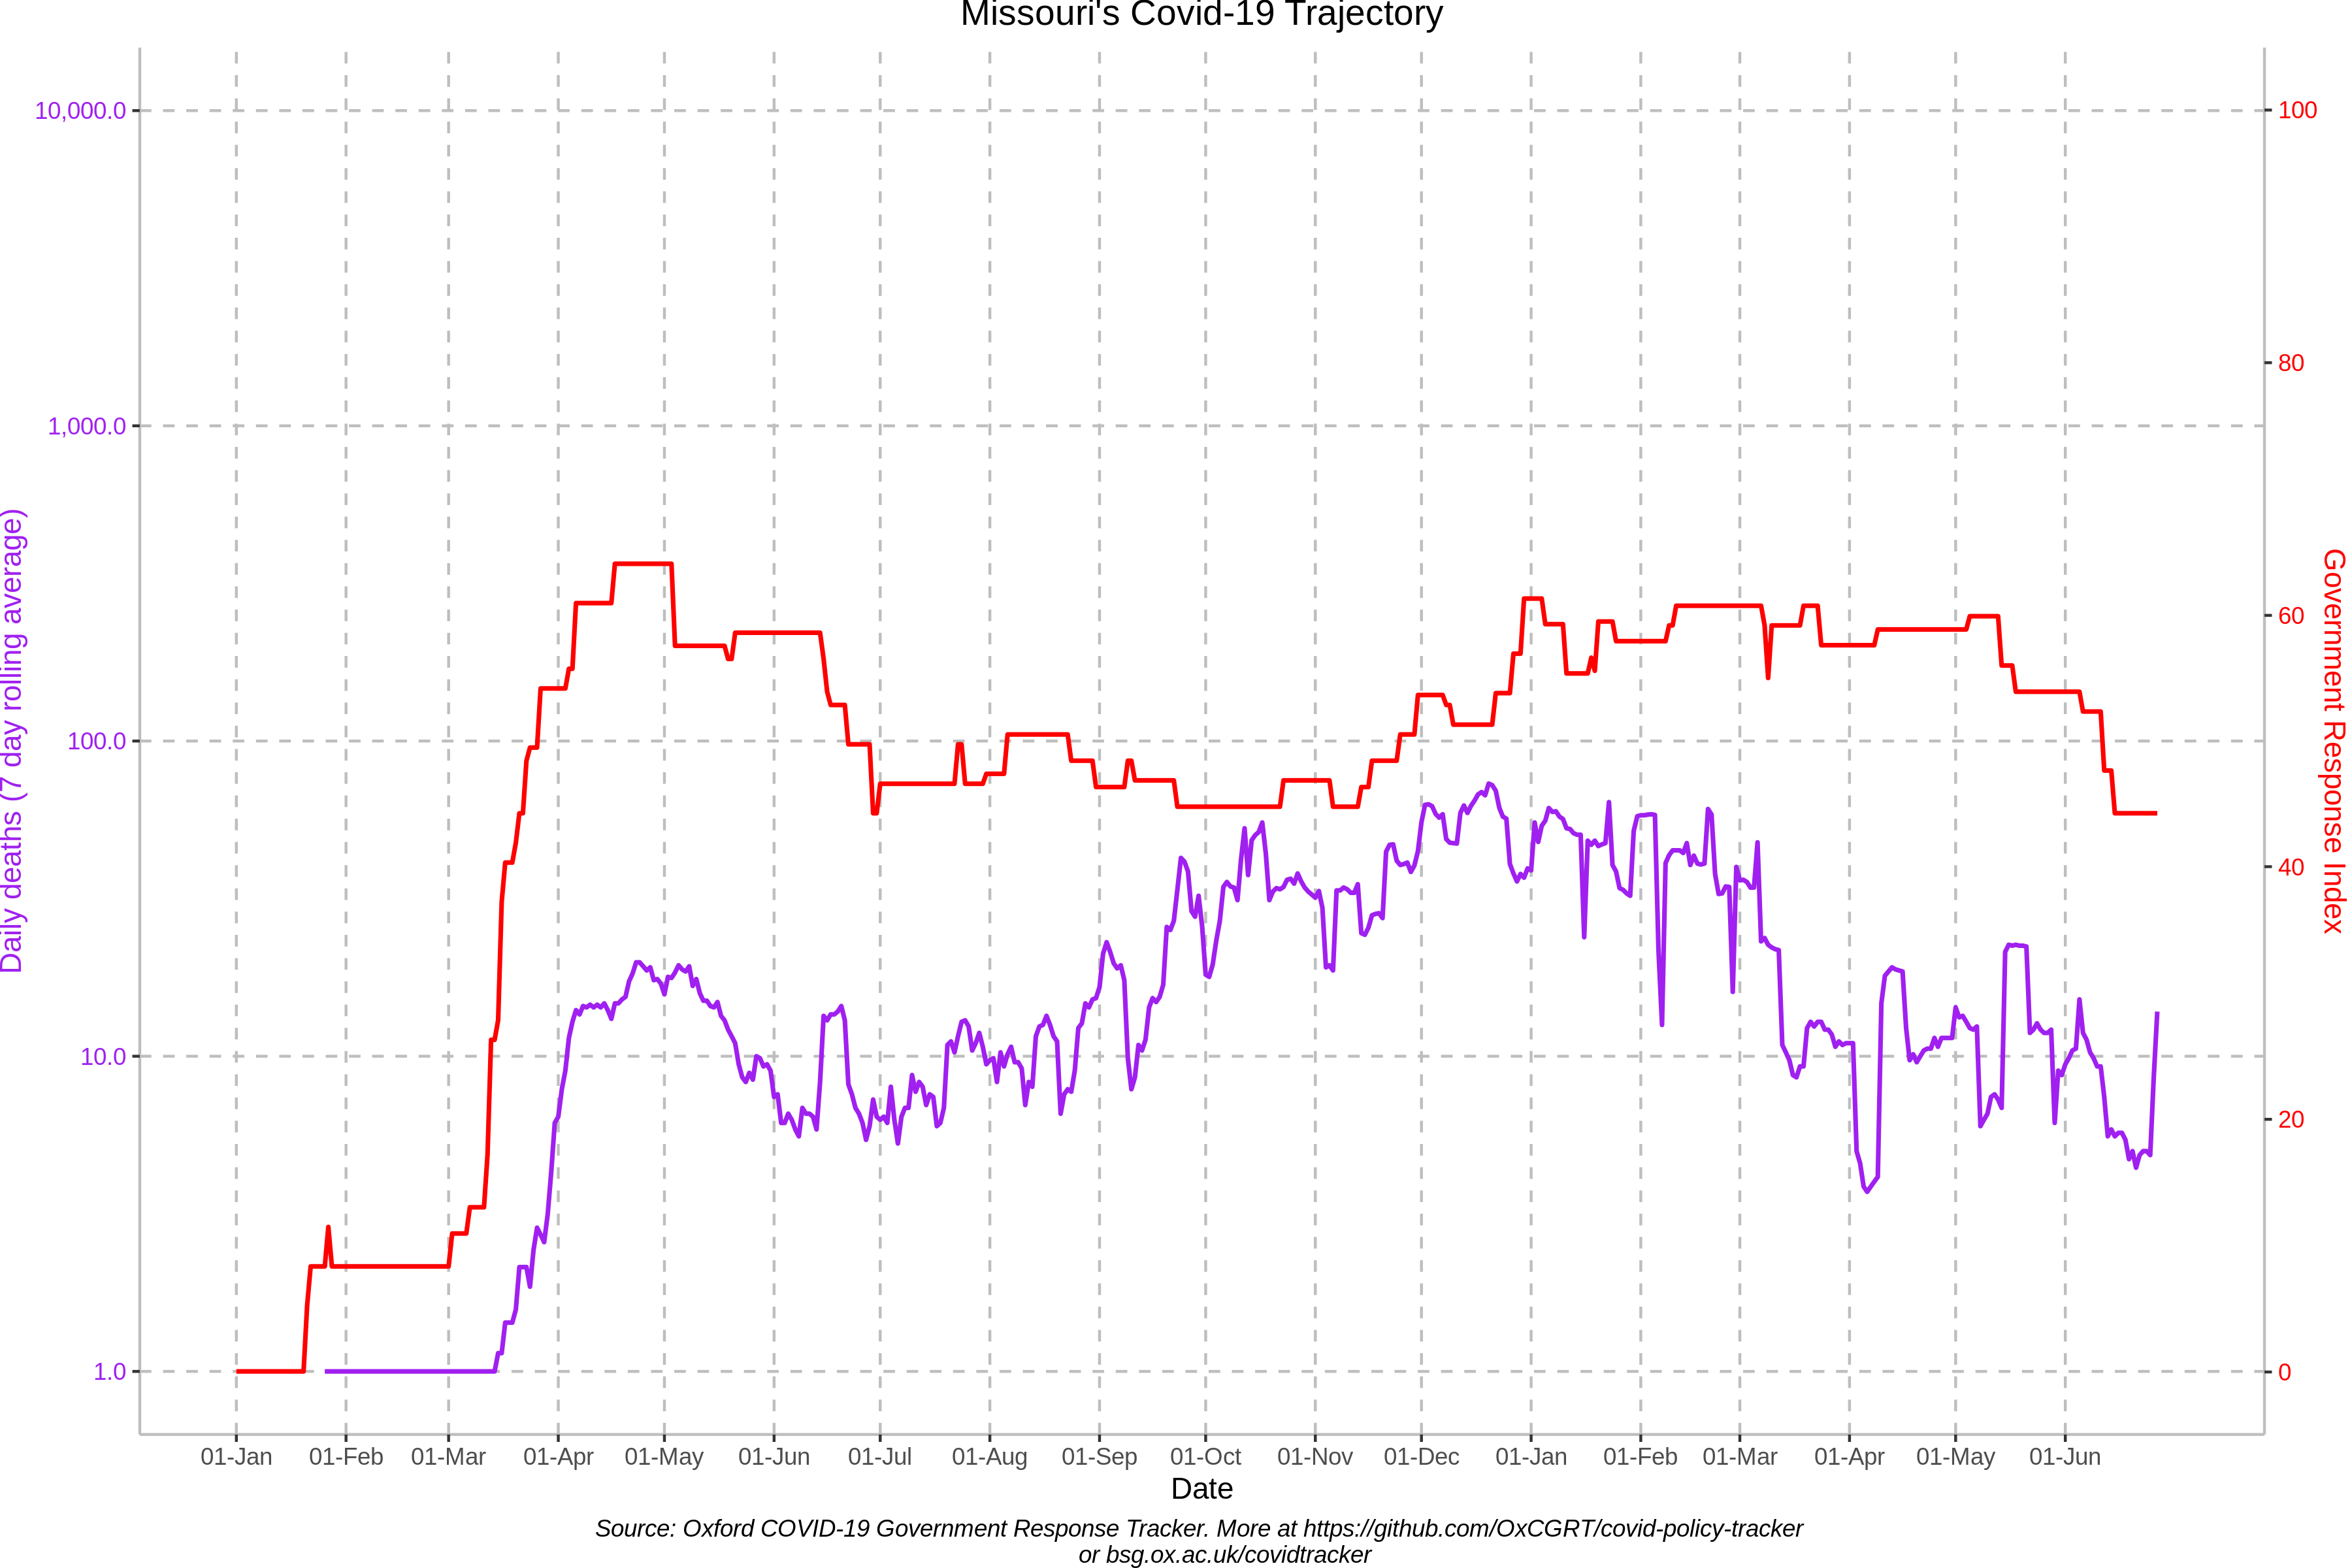 Missouri's Covid-19 Trajectory
10,000.0
1,000.0
100.0
10.0
1.0
Daily deaths (7 day rolling average)
100
80
60
40
20
0
Government Response Index
01-Jan 01-Feb 01-Mar 01-Apr 01-May 01-Jun 01-Jul 01-Aug 01-Sep 01-Oct 01-Nov 01-Dec 01-Jan 01-Feb 01-Mar 01-Apr 01-May 01-Jun
Date
Source: Oxford COVID-19 Government Response Tracker. More at https://github.com/OxCGRT/covid-policy-tracker
or bsg.ox.ac.uk/covidtracker